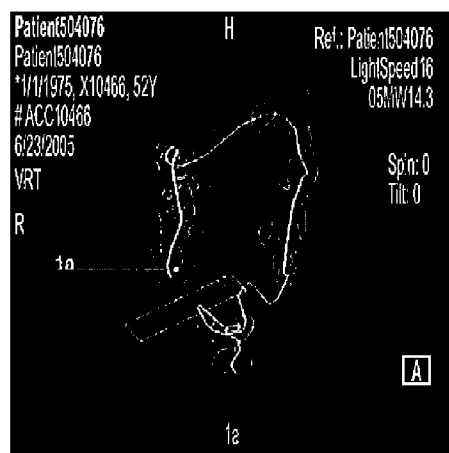 Patient504076
Patient504076
*1/1/1975, X10466, 52Y
#ACC10466
6/23/2005
VRT
R
H
Ref.: Patient504076
LightSpeed16
05MW14.3
Spin: 0
Tilt: 0
1a
A
1a